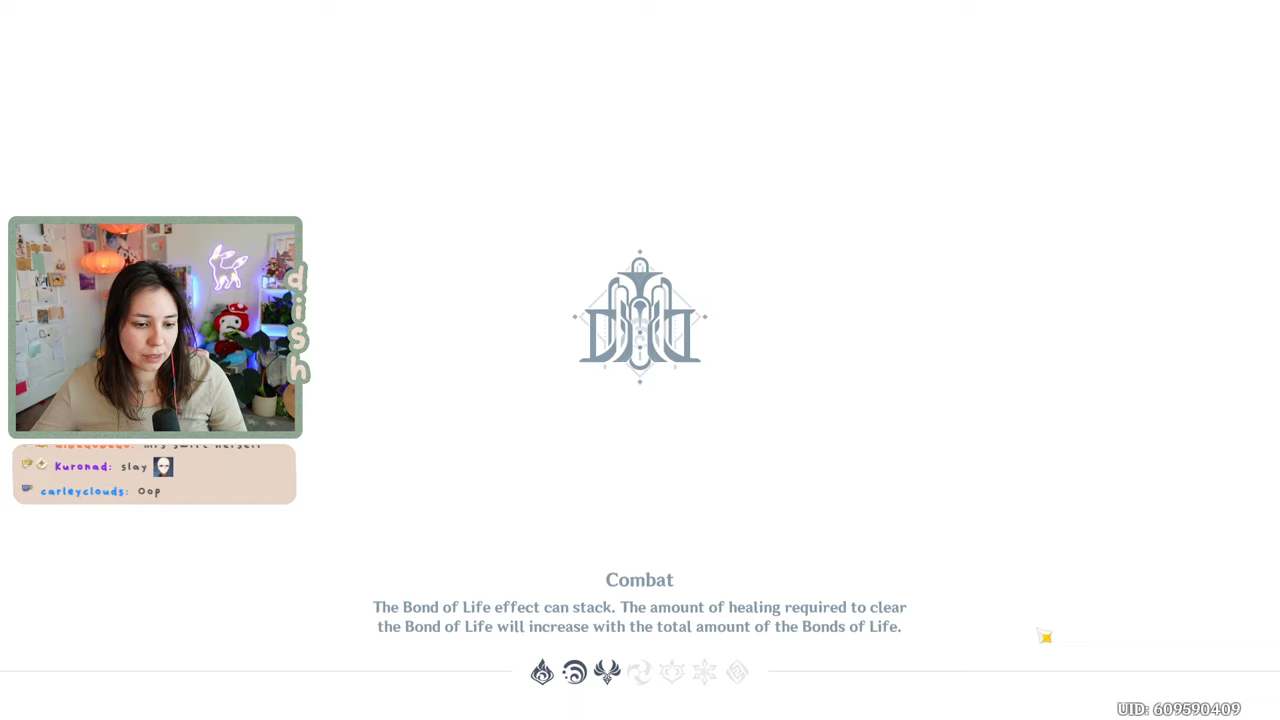 dish
Kuronad: slay
carleyclouds: Oop
Combat
The Bond of Life effect can stack. The amount of healing required to clear
the Bond of Life will increase with the total amount of the Bonds of Life.
UID: 609590409